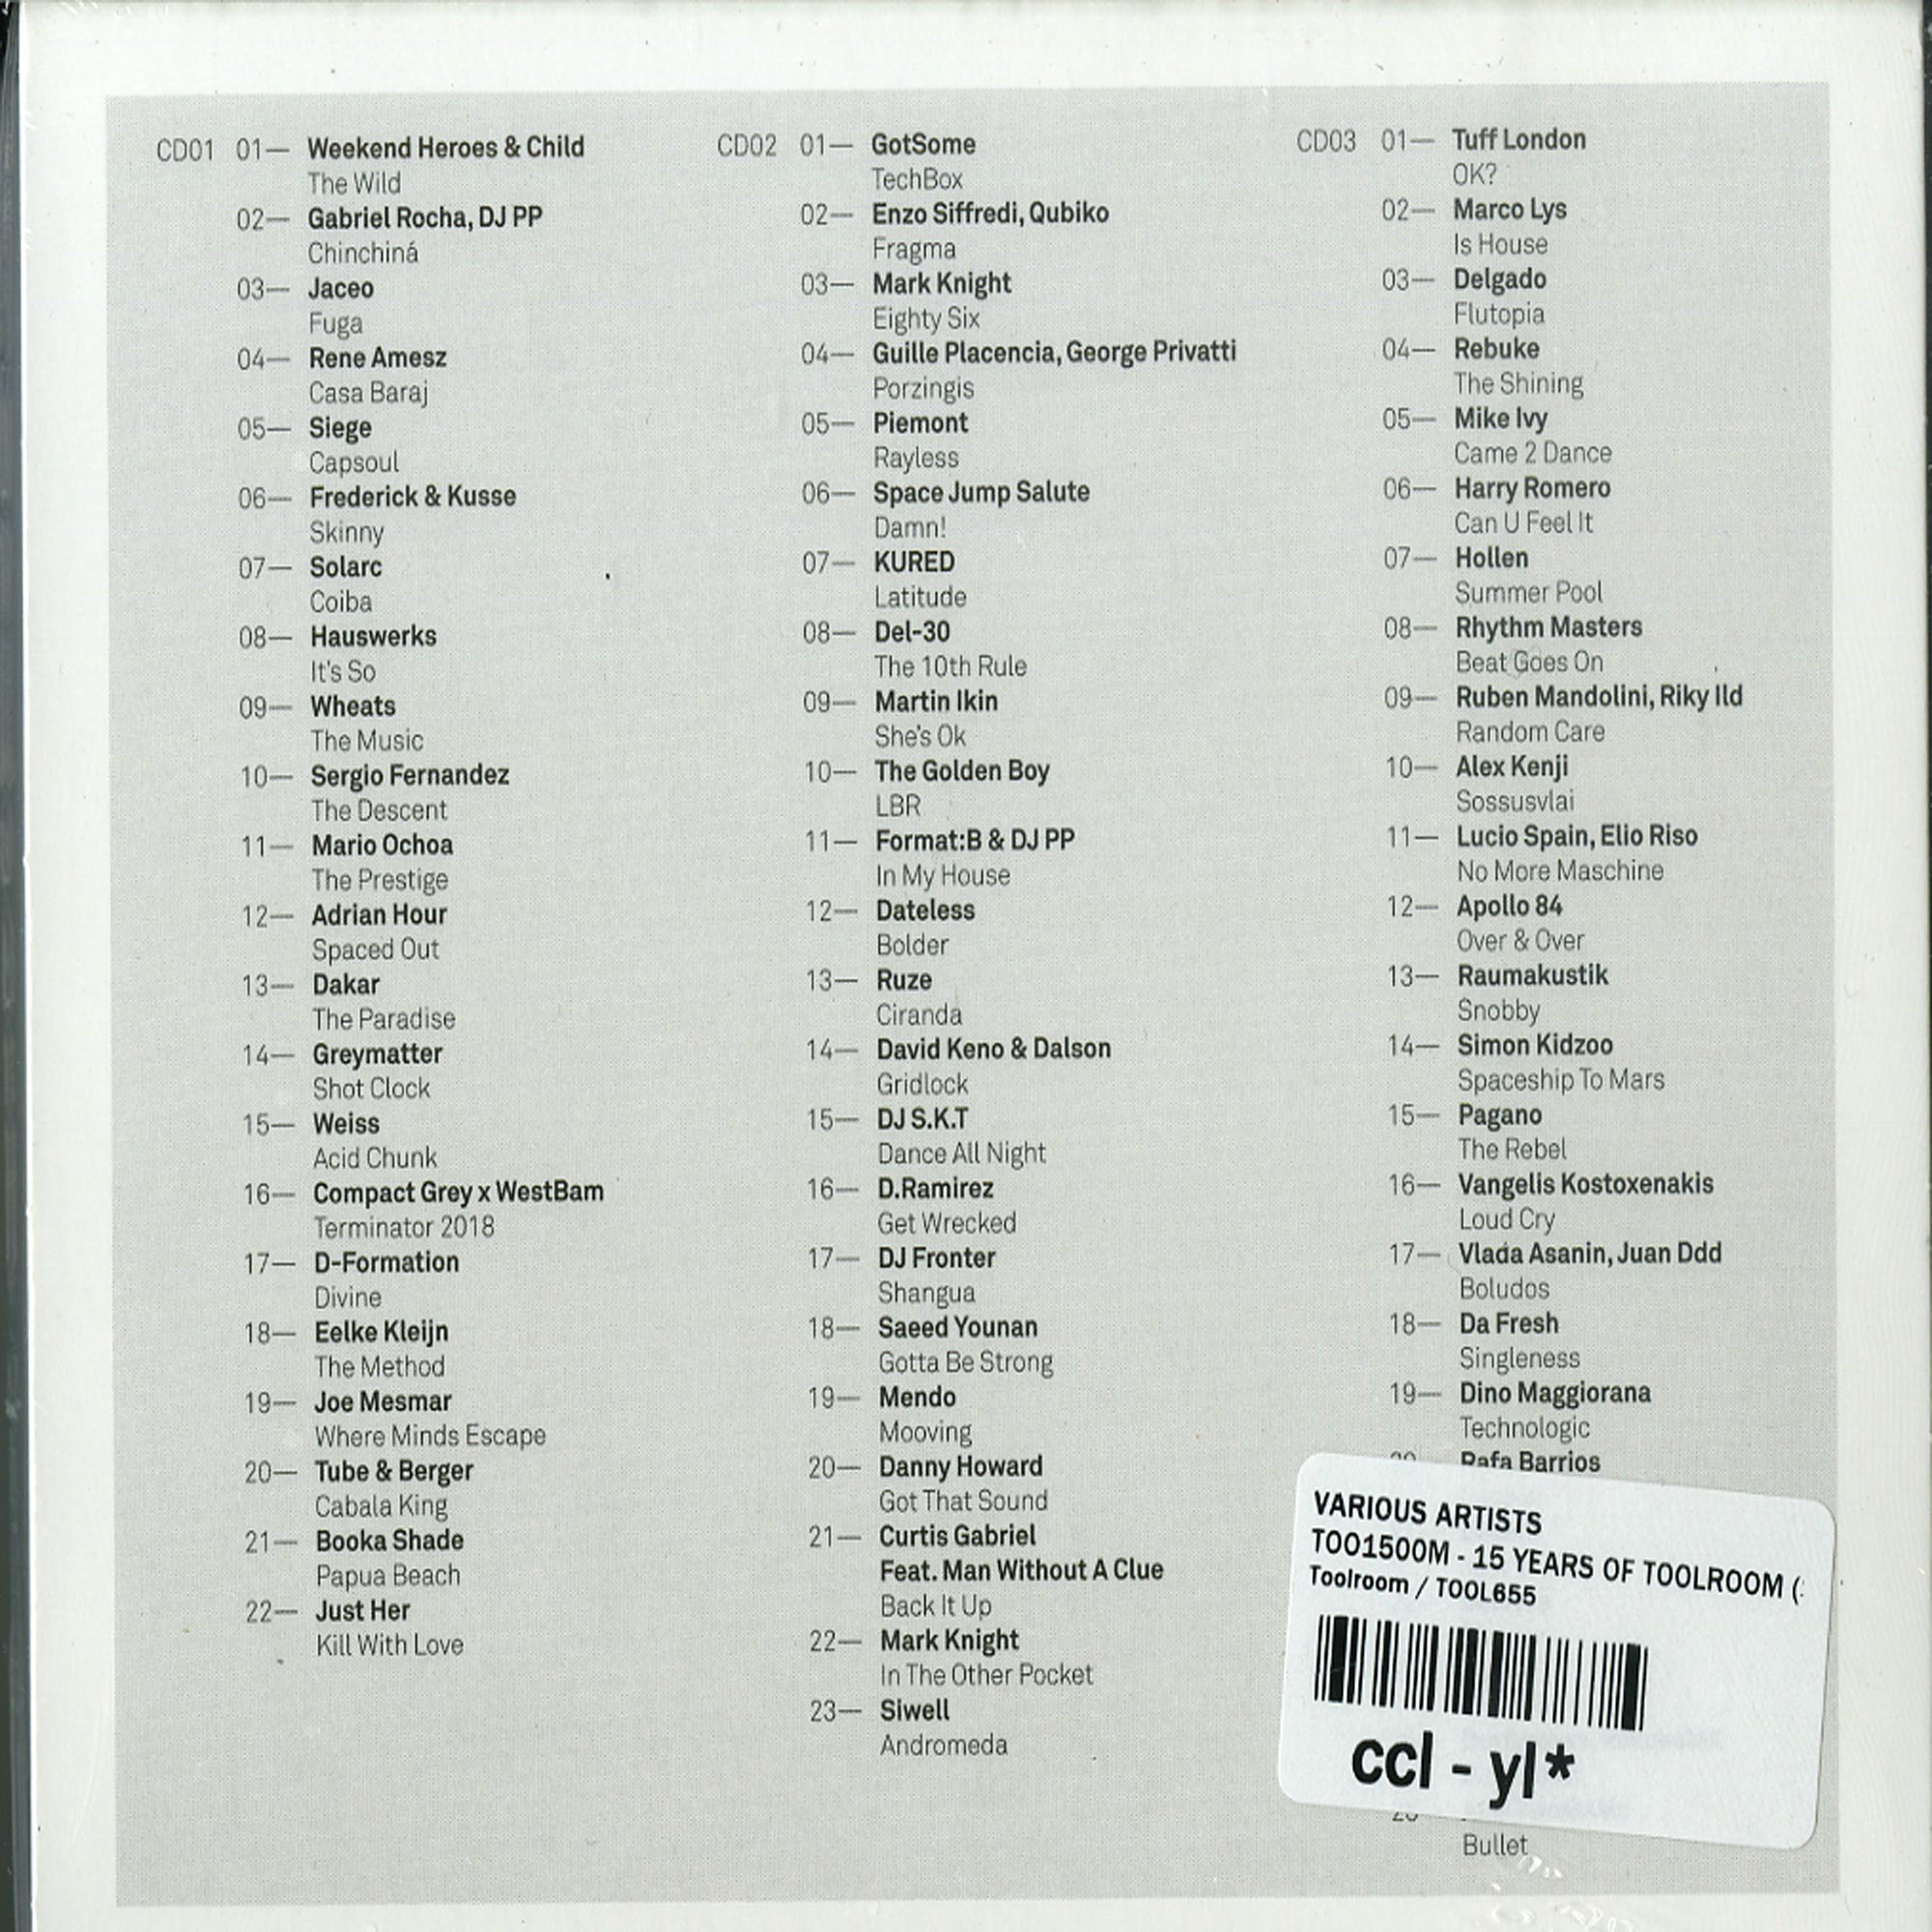 CD01 01— Weekend Heroes & Child
The Wild
02— Gabriel Rocha, DJ PP
Chinchiná
03— Jaceo
Fuga
04— Rene Amesz
Casa Baraj
05— Siege
Capsoul
06— Frederick & Kusse
Skinny
07— Solarc
Coiba
08— Hauswerks
It's So
09— Wheats
The Music
10— Sergio Fernandez
The Descent
11— Mario Ochoa
The Prestige
12— Adrian Hour
Spaced Out
13— Dakar
The Paradise
14— Greymatter
Shot Clock
15— Weiss
Acid Chunk
16— Compact Grey x WestBam
Terminator 2018
17— D-Formation
Divine
18— Eelke Kleijn
The Method
19— Joe Mesmar
Where Minds Escape
20— Tube & Berger
Cabala King
21— Booka Shade
Papua Beach
22— Just Her
Kill With Love
CD02 01— GotSome
TechBox
02— Enzo Siffredi, Qubiko
Fragma
03— Mark Knight
Eighty Six
04— Guille Placencia, George Privatti
Porzingis
05— Piemont
Rayless
06— Space Jump Salute
Damn!
07— KURED
Latitude
08— Del-30
The 10th Rule
09— Martin Ikin
She's Ok
10— The Golden Boy
LBR
11— Format:B & DJ PP
In My House
12— Dateless
Bolder
13— Ruze
Ciranda
14— David Keno & Dalson
Gridlock
15— DJ S.K.T
Dance All Night
16— D.Ramirez
Get Wrecked
17— DJ Fronter
Shangua
18— Saeed Younan
Gotta Be Strong
19— Mendo
Mooving
20— Danny Howard
Got That Sound
21— Curtis Gabriel
Feat. Man Without A Clue
Back It Up
22— Mark Knight
In The Other Pocket
23— Siwell
Andromeda
CD03 01— Tuff London
OK?
02— Marco Lys
Is House
03— Delgado
Flutopia
04— Rebuke
The Shining
05— Mike Ivy
Came 2 Dance
06— Harry Romero
Can U Feel It
07— Hollen
Summer Pool
08— Rhythm Masters
Beat Goes On
09— Ruben Mandolini, Riky Ild
Random Care
10— Alex Kenji
Sossusvlai
11— Lucio Spain, Elio Riso
No More Maschine
12— Apollo 84
Over & Over
13— Raumakustik
Snobby
14— Simon Kidzoo
Spaceship To Mars
15— Pagano
The Rebel
16— Vangelis Kostoxenakis
Loud Cry
17— Vlada Asanin, Juan Ddd
Boludos
18— Da Fresh
Singleness
19— Dino Maggiorana
Technologic
Rafa Barrios
VARIOUS ARTISTS
TOO1500M - 15 YEARS OF TOOLROOM (
Toolroom / TOOL655
ccl - yl*
Bullet